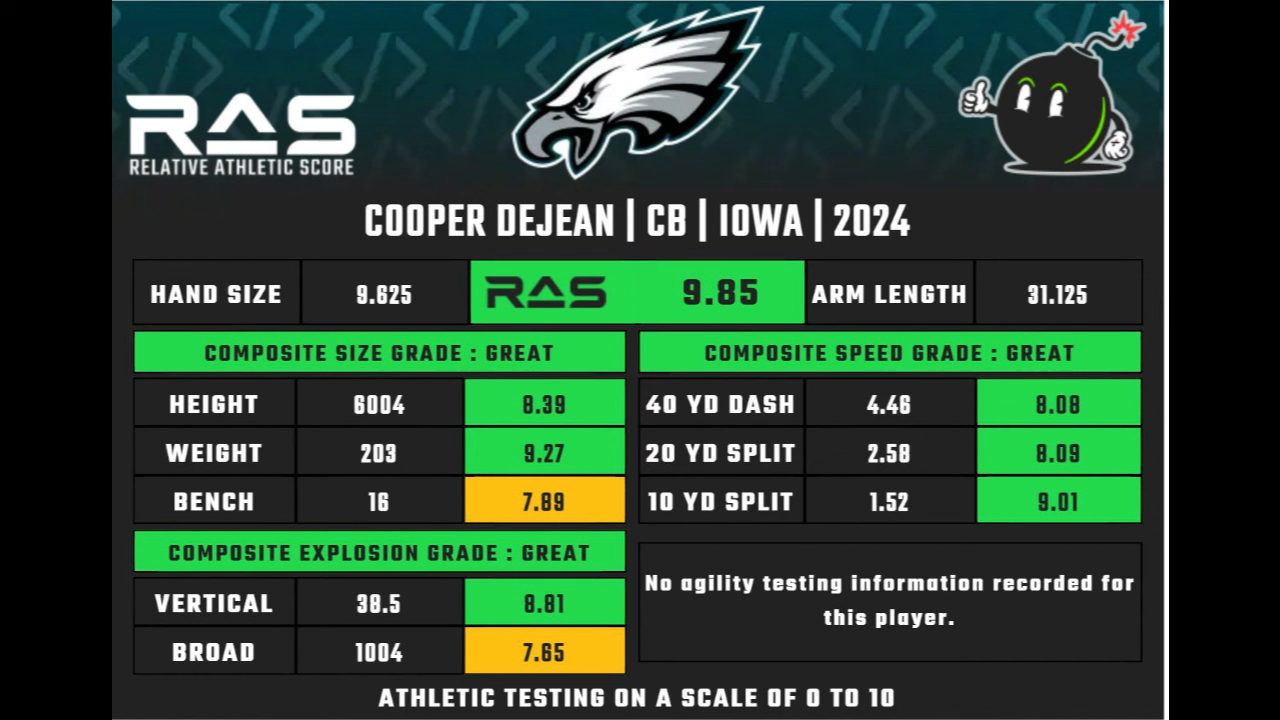 RAS
RELATIVE ATHLETIC SCORE
COOPER DEJEAN | CB | IOWA | 2024
HAND SIZE 9.625 RAS 9.85 ARM LENGTH 31.125
COMPOSITE SIZE GRADE : GREAT
HEIGHT 6004 8.39
WEIGHT 203 9.27
BENCH 16 7.89
COMPOSITE SPEED GRADE : GREAT
40 YD DASH 4.46 8.08
20 YD SPLIT 2.58 8.09
10 YD SPLIT 1.52 9.01
COMPOSITE EXPLOSION GRADE : GREAT
VERTICAL 38.5 8.81
BROAD 1004 7.65
No agility testing information recorded for
this player.
ATHLETIC TESTING ON A SCALE OF 0 TO 10